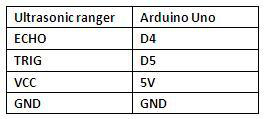 Ultrasonic ranger Arduino Uno
ECHO D4
TRIG D5
VCC 5V
GND GND